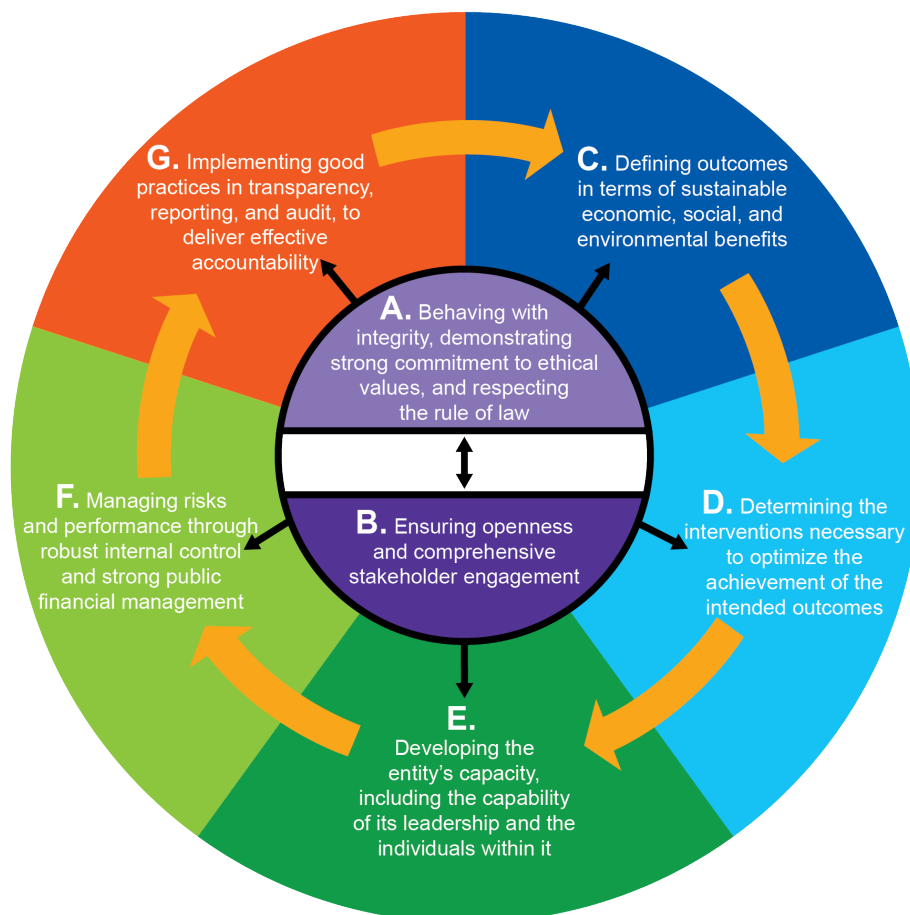 A. Behaving with
integrity, demonstrating
strong commitment to ethical
values, and respecting
the rule of law
B. Ensuring openness
and comprehensive
stakeholder engagement
C. Defining outcomes
in terms of sustainable
economic, social, and
environmental benefits
D. Determining the
interventions necessary
to optimize the
achievement of the
intended outcomes
E.
Developing the
entity's capacity,
including the capability
of its leadership and the
individuals within it
F. Managing risks
and performance through
robust internal control
and strong public
financial management
G. Implementing good
practices in transparency,
reporting, and audit, to
deliver effective
accountability